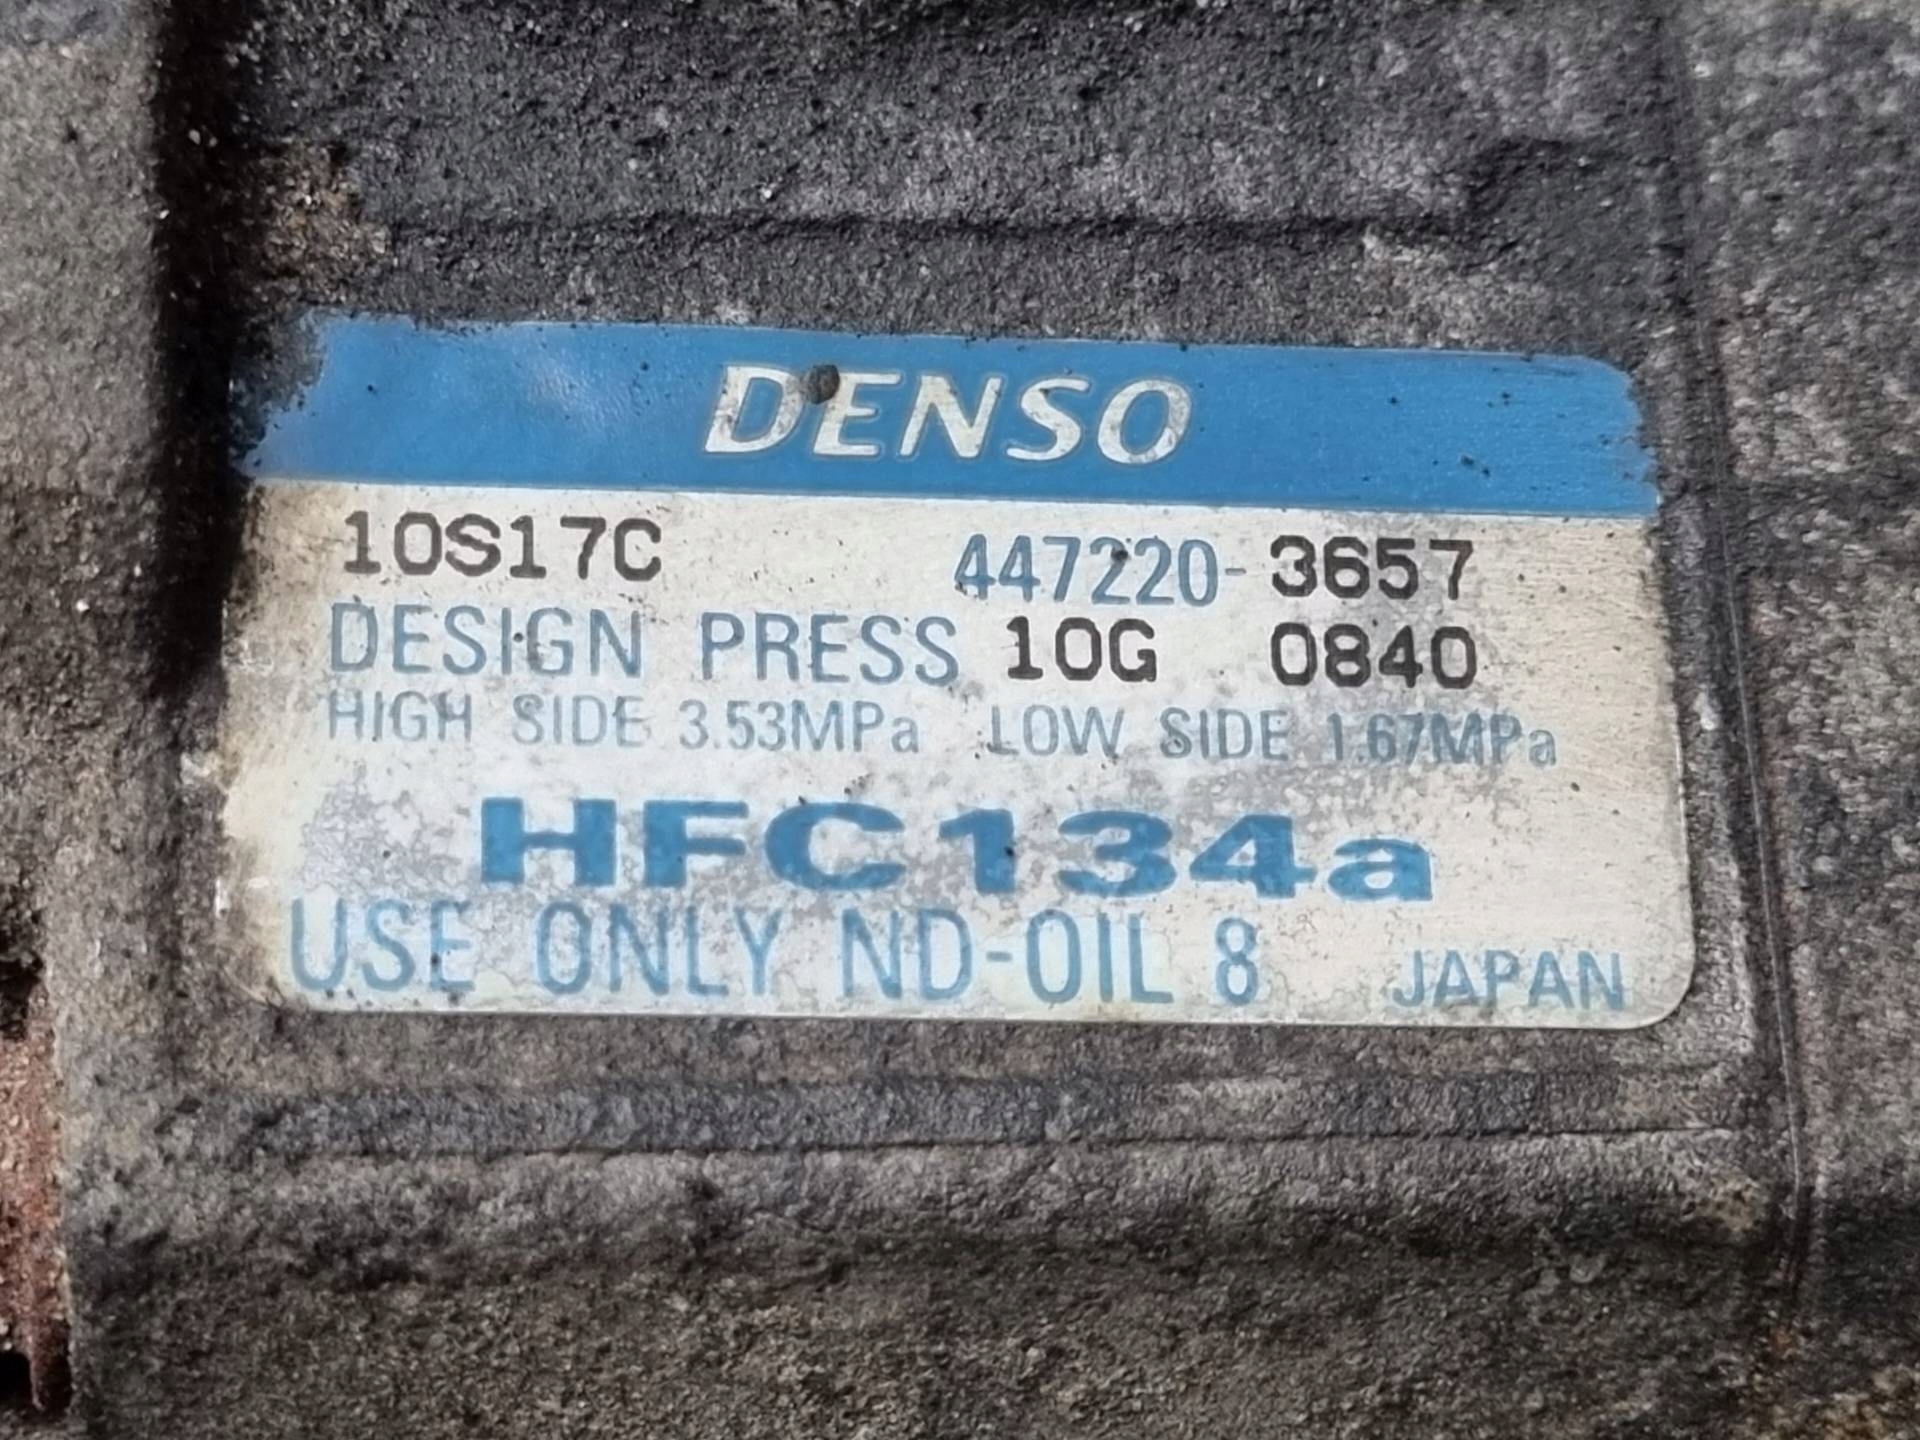 DENSO
10S17C 447220-3657
DESIGN PRESS 10G 0840
HIGH SIDE 3.53MPa LOW SIDE 1.67MPa
HFC134a
USE ONLY ND-OIL 8 JAPAN